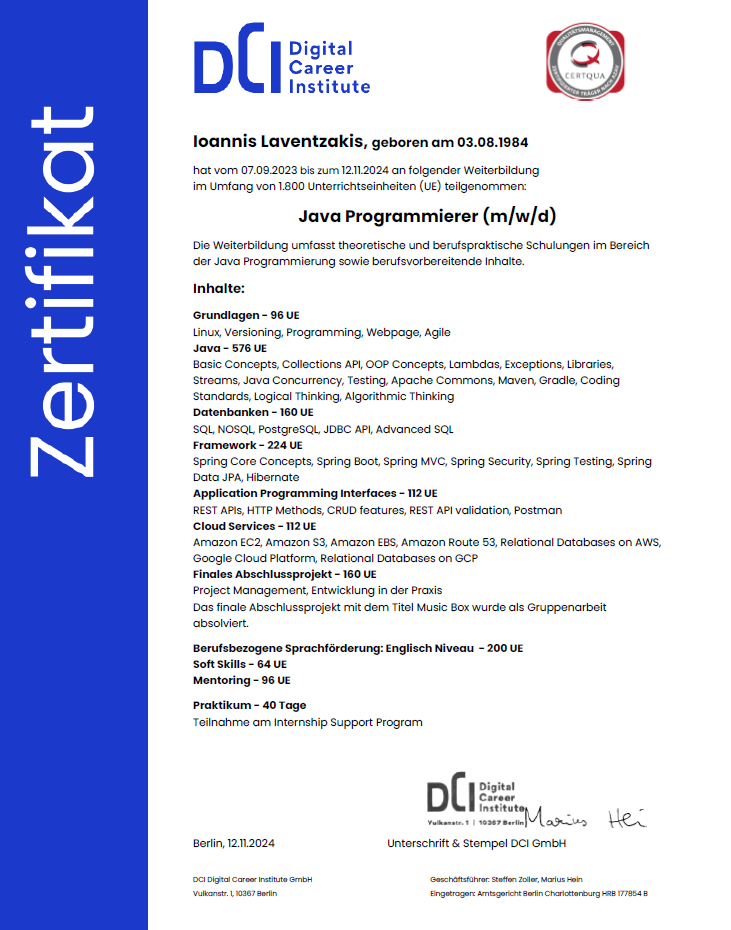 Zertifikat
DCI Digital
Career
Institute
QUALITÄTSMANAGEMENT
CERTQUA
Ioannis Laventzakis, geboren am 03.08.1984
hat vom 07.09.2023 bis zum 12.11.2024 an folgender Weiterbildung
im Umfang von 1.800 Unterrichtseinheiten (UE) teilgenommen:
Java Programmierer (m/w/d)
Die Weiterbildung umfasst theoretische und berufspraktische Schulungen im Bereich
der Java Programmierung sowie berufsvorbereitende Inhalte.
Inhalte:
Grundlagen - 96 UE
Linux, Versioning, Programming, Webpage, Agile
Java - 576 UE
Basic Concepts, Collections API, OOP Concepts, Lambdas, Exceptions, Libraries,
Streams, Java Concurrency, Testing, Apache Commons, Maven, Gradle, Coding
Standards, Logical Thinking, Algorithmic Thinking
Datenbanken - 160 UE
SQL, NOSQL, PostgreSQL, JDBC API, Advanced SQL
Framework - 224 UE
Spring Core Concepts, Spring Boot, Spring MVC, Spring Security, Spring Testing, Spring
Data JPA, Hibernate
Application Programming Interfaces - 112 UE
REST APIs, HTTP Methods, CRUD features, REST API validation, Postman
Cloud Services - 112 UE
Amazon EC2, Amazon S3, Amazon EBS, Amazon Route 53, Relational Databases on AWS,
Google Cloud Platform, Relational Databases on GCP
Finales Abschlussprojekt - 160 UE
Project Management, Entwicklung in der Praxis
Das finale Abschlussprojekt mit dem Titel Music Box wurde als Gruppenarbeit
absolviert.
Berufsbezogene Sprachförderung: Englisch Niveau - 200 UE
Soft Skills - 64 UE
Mentoring - 96 UE
Praktikum - 40 Tage
Teilnahme am Internship Support Program
DCI Digital
Career
Institute
Vulkanstr. 1 | 10367 Berlin
Marius Hei
Berlin, 12.11.2024
Unterschrift & Stempel DCI GmbH
DCI Digital Career Institute GmbH
Vulkanstr. 1, 10367 Berlin
Geschäftsführer: Steffen Zoller, Marius Hein
Eingetragen: Amtsgericht Berlin Charlottenburg HRB 177854 B